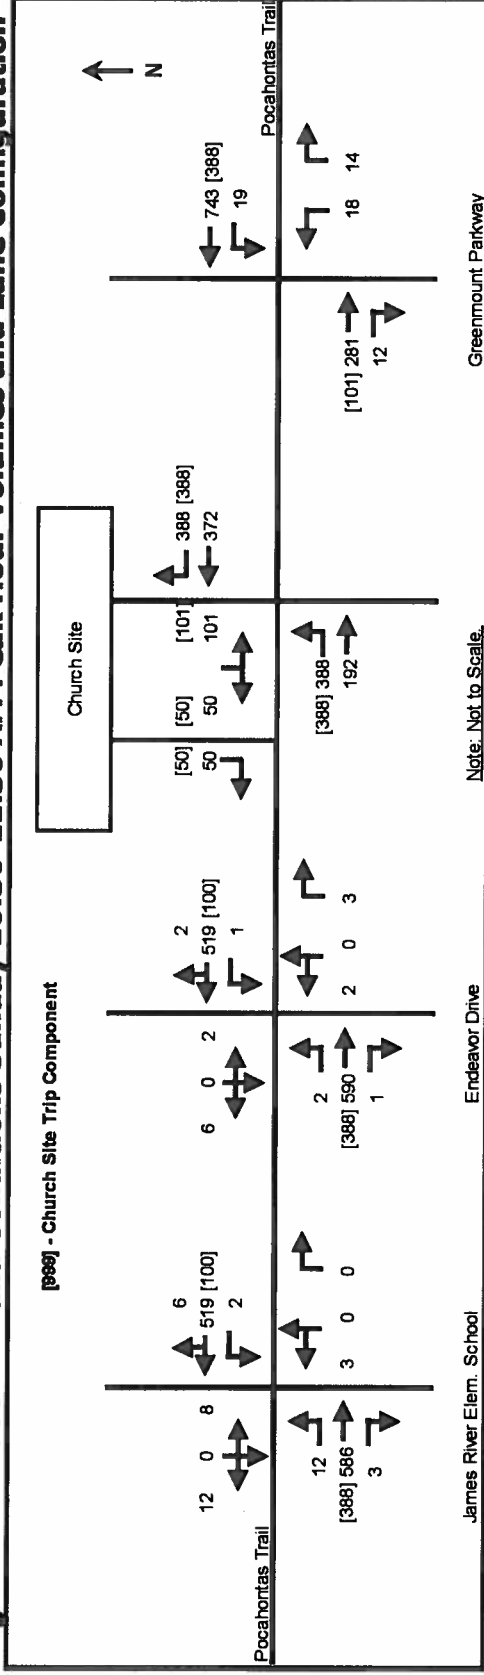 [999] - Church Site Trip Component
Church Site
N
Pocahontas Trail
12 0 8
6
519 [100]
2
12
[388] 586
3
3 0 0
James River Elem. School
6 0 2
2
519 [100]
1
2
[388] 590
1
2 0 3
Endeavor Drive
[50]
50
[50] [101]
50 101
388 [388]
372
[388] 388
192
Note: Not to Scale.
743 [388]
19
[101] 281
12
18 14
Pocahontas Trail
Greenmount Parkway